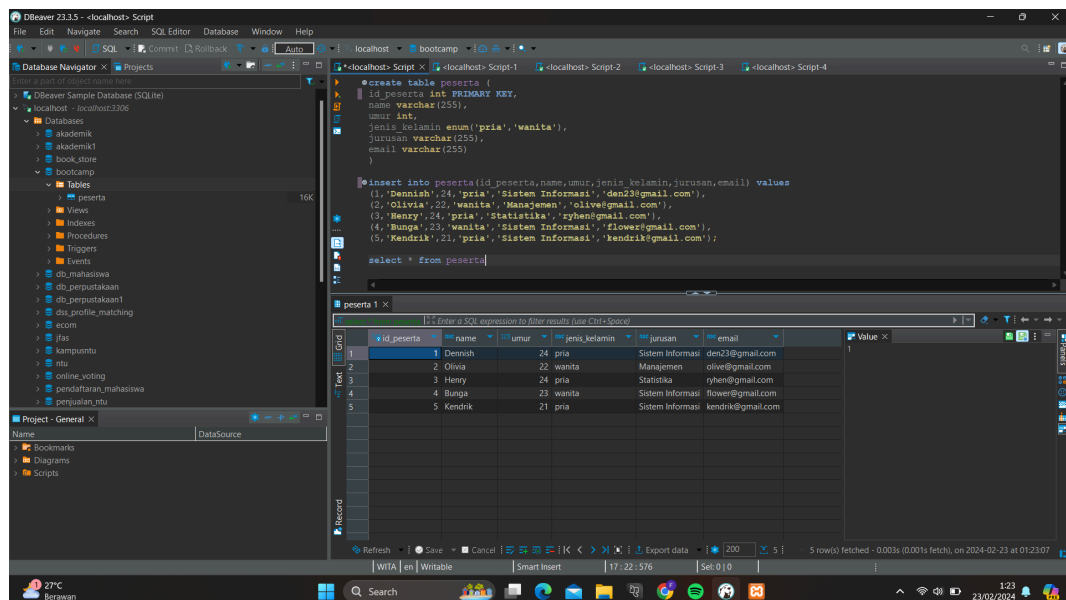 DBeaver 23.3.5 - <localhost> Script
File Edit Navigate Search SQL Editor Database Window Help
SQL Commit Rollback Auto localhost bootcamp
Database Navigator Projects
*<localhost> Script <localhost> Script-1 <localhost> Script-2 <localhost> Script-3 <localhost> Script-4
Enter a part of object name here
DBeaver Sample Database (SQLite)
localhost - localhost:3306
Databases
akademik
akademik1
book_store
bootcamp
Tables
peserta 16K
Views
Indexes
Procedures
Triggers
Events
db_mahasiswa
db_perpustakaan
db_perpustakaan1
dss_profile_matching
ecom
jfas
kampusntu
ntu
online_voting
pendaftaran_mahasiswa
penjualan_ntu
create table peserta (
id_peserta int PRIMARY KEY,
name varchar(255),
umur int,
jenis_kelamin enum('pria','wanita'),
jurusan varchar(255),
email varchar(255)
)
insert into peserta(id_peserta,name,umur,jenis_kelamin,jurusan,email) values
(1,'Dennish',24,'pria','Sistem Informasi','den23@gmail.com'),
(2,'Olivia',22,'wanita','Manajemen','olive@gmail.com'),
(3,'Henry',24,'pria','Statistika','ryhen@gmail.com'),
(4,'Bunga',23,'wanita','Sistem Informasi','flower@gmail.com'),
(5,'Kendrik',21,'pria','Sistem Informasi','kendrik@gmail.com');
select * from peserta
peserta 1
Enter a SQL expression to filter results (use Ctrl+Space)
Grid
Text
Record
id_peserta name umur jenis_kelamin jurusan email
1 1 Dennish 24 pria Sistem Informasi den23@gmail.com
2 2 Olivia 22 wanita Manajemen olive@gmail.com
3 3 Henry 24 pria Statistika ryhen@gmail.com
4 4 Bunga 23 wanita Sistem Informasi flower@gmail.com
5 5 Kendrik 21 pria Sistem Informasi kendrik@gmail.com
Value
1
Panels
Project - General
Name DataSource
Bookmarks
Diagrams
Scripts
Refresh Save Cancel Export data 200 5 5 row(s) fetched - 0.003s (0.001s fetch), on 2024-02-23 at 01:23:07
WITA en Writable Smart Insert 17 : 22 : 576 Sel: 0 | 0
27°C
Berawan
Search
1:23
23/02/2024